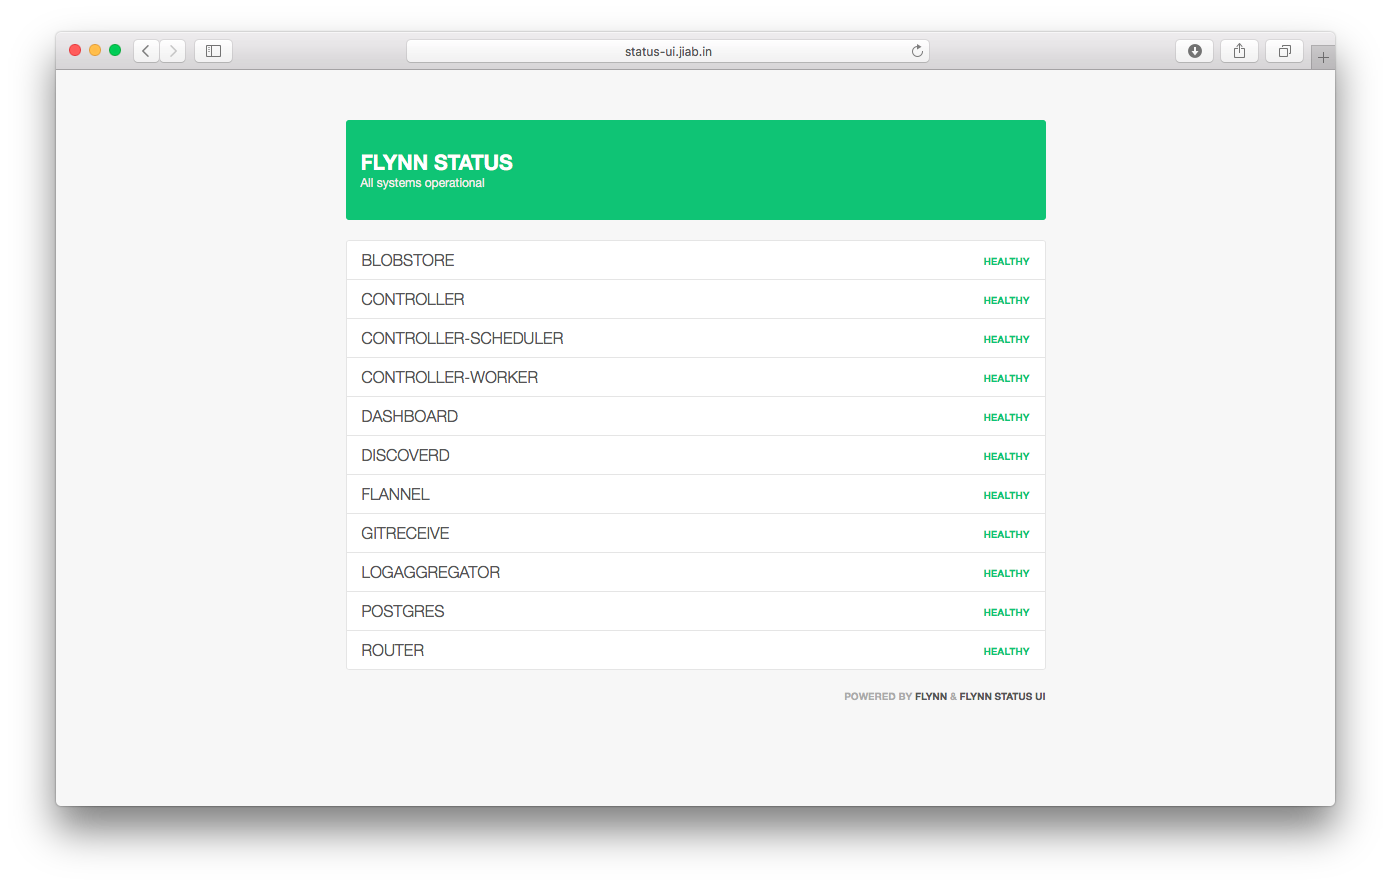 status-ui.jiab.in
FLYNN STATUS
All systems operational
BLOBSTORE HEALTHY
CONTROLLER HEALTHY
CONTROLLER-SCHEDULER HEALTHY
CONTROLLER-WORKER HEALTHY
DASHBOARD HEALTHY
DISCOVERD HEALTHY
FLANNEL HEALTHY
GITRECEIVE HEALTHY
LOGAGGREGATOR HEALTHY
POSTGRES HEALTHY
ROUTER HEALTHY
POWERED BY FLYNN & FLYNN STATUS UI